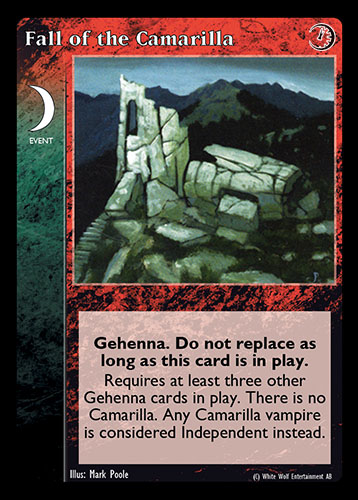 Fall of the Camarilla
EVENT
Gehenna. Do not replace as
long as this card is in play.
Requires at least three other
Gehenna cards in play. There is no
Camarilla. Any Camarilla vampire
is considered Independent instead.
Illus: Mark Poole
(C) White Wolf Entertainment AB